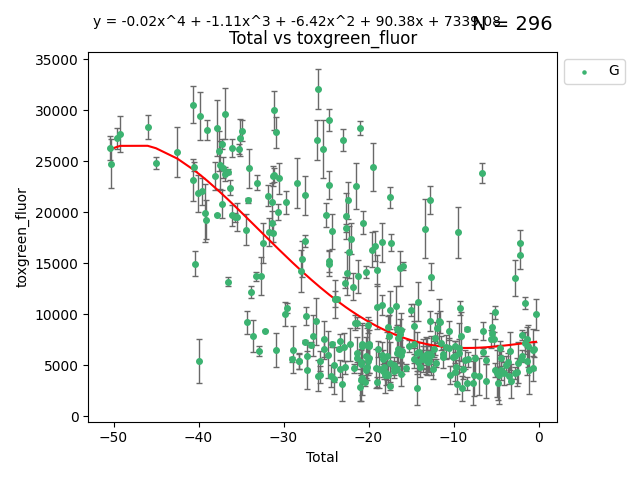 y = -0.02x^4 + -1.11x^3 + -6.42x^2 + 90.38x + 7339.08
N = 296
Total vs toxgreen_fluor
G
35000
30000
25000
20000
15000
10000
5000
0
toxgreen_fluor
−50 −40 −30 −20 −10 0
Total